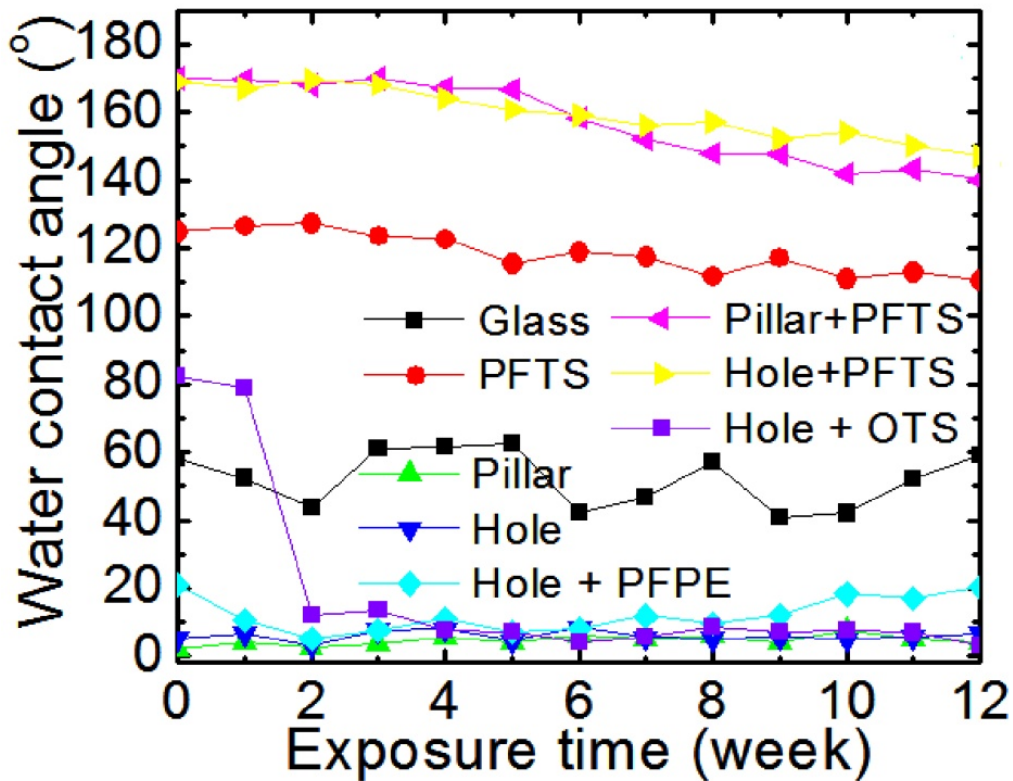 Water contact angle (°)
180
160
140
120
100
80
60
40
20
0
Glass
PFTS
Pillar+PFTS
Hole+PFTS
Hole + OTS
Pillar
Hole
Hole + PFPE
0 2 4 6 8 10 12
Exposure time (week)